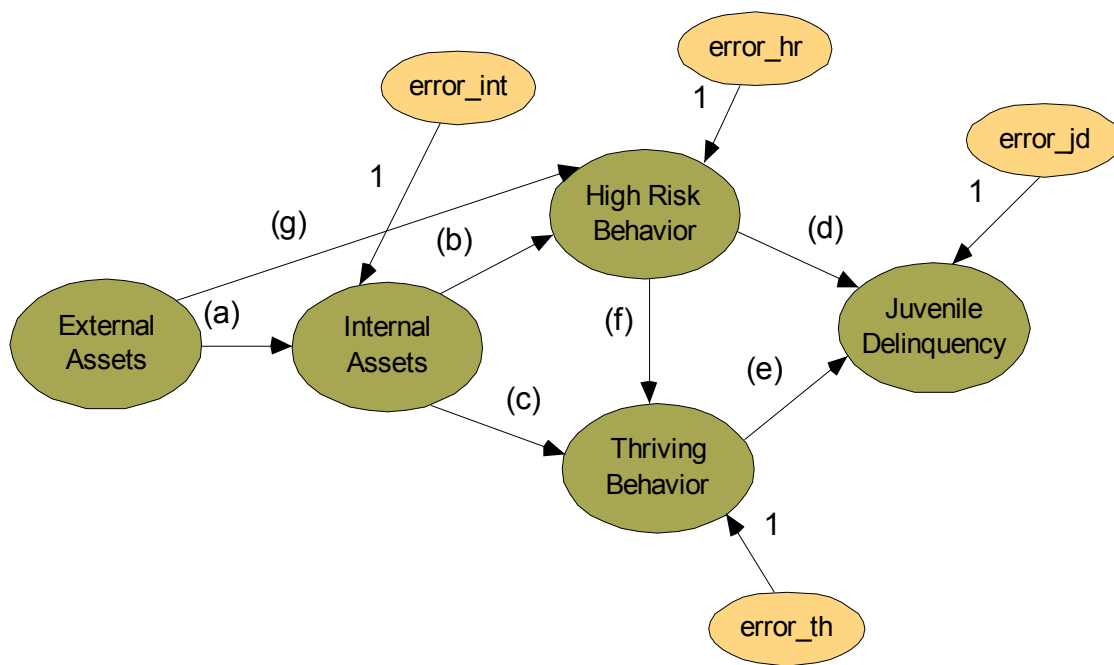 error_hr
error_int
1
error_jd
1
1
High Risk
Behavior
(g)
(b)
(d)
External
Assets
(a)
Internal
Assets
(f)
Juvenile
Delinquency
(c)
(e)
Thriving
Behavior
1
error_th